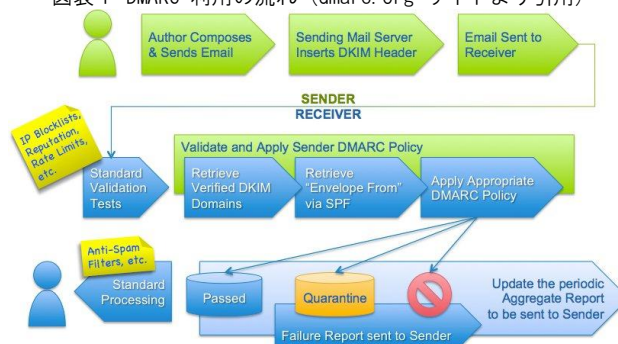 図表1 DMARC 利用の流れ (dmarc.org サイトより引用)
Author Composes
& Sends Email
Sending Mail Server
Inserts DKIM Header
Email Sent to
Receiver
SENDER
RECEIVER
IP Blocklists,
Reputation,
Rate Limits,
etc.
Validate and Apply Sender DMARC Policy
Standard
Validation
Tests
Retrieve
Verified DKIM
Domains
Retrieve
"Envelope From"
via SPF
Apply Appropriate
DMARC Policy
Anti-Spam
Filters, etc.
Standard
Processing
Passed
Quarantine
Update the periodic
Aggregate Report
to be sent to Sender
Failure Report sent to Sender